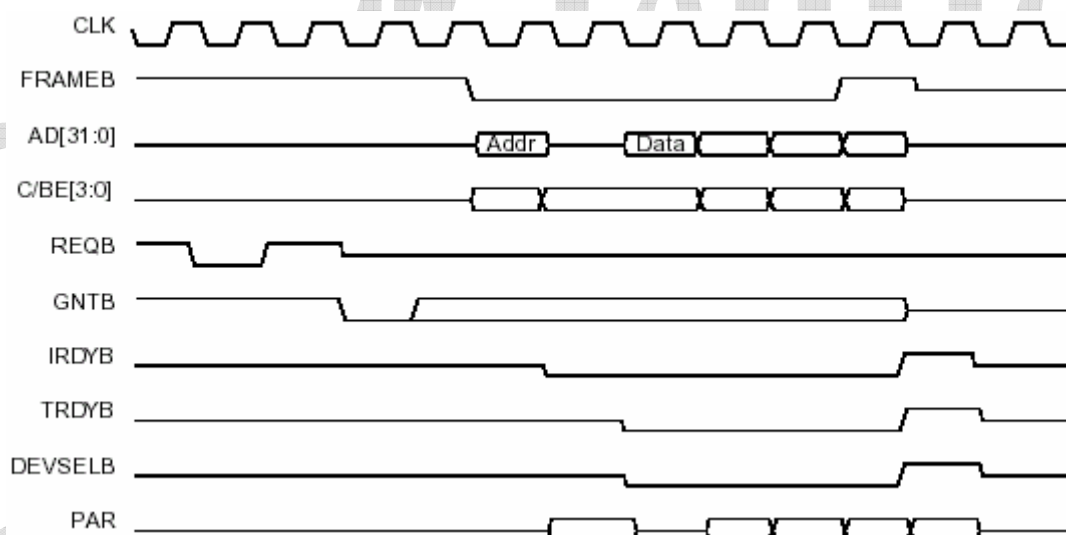 CLK
FRAMEB
AD[31:0]
Addr
Data
C/BE[3:0]
REQB
GNTB
IRDYB
TRDYB
DEVSELB
PAR